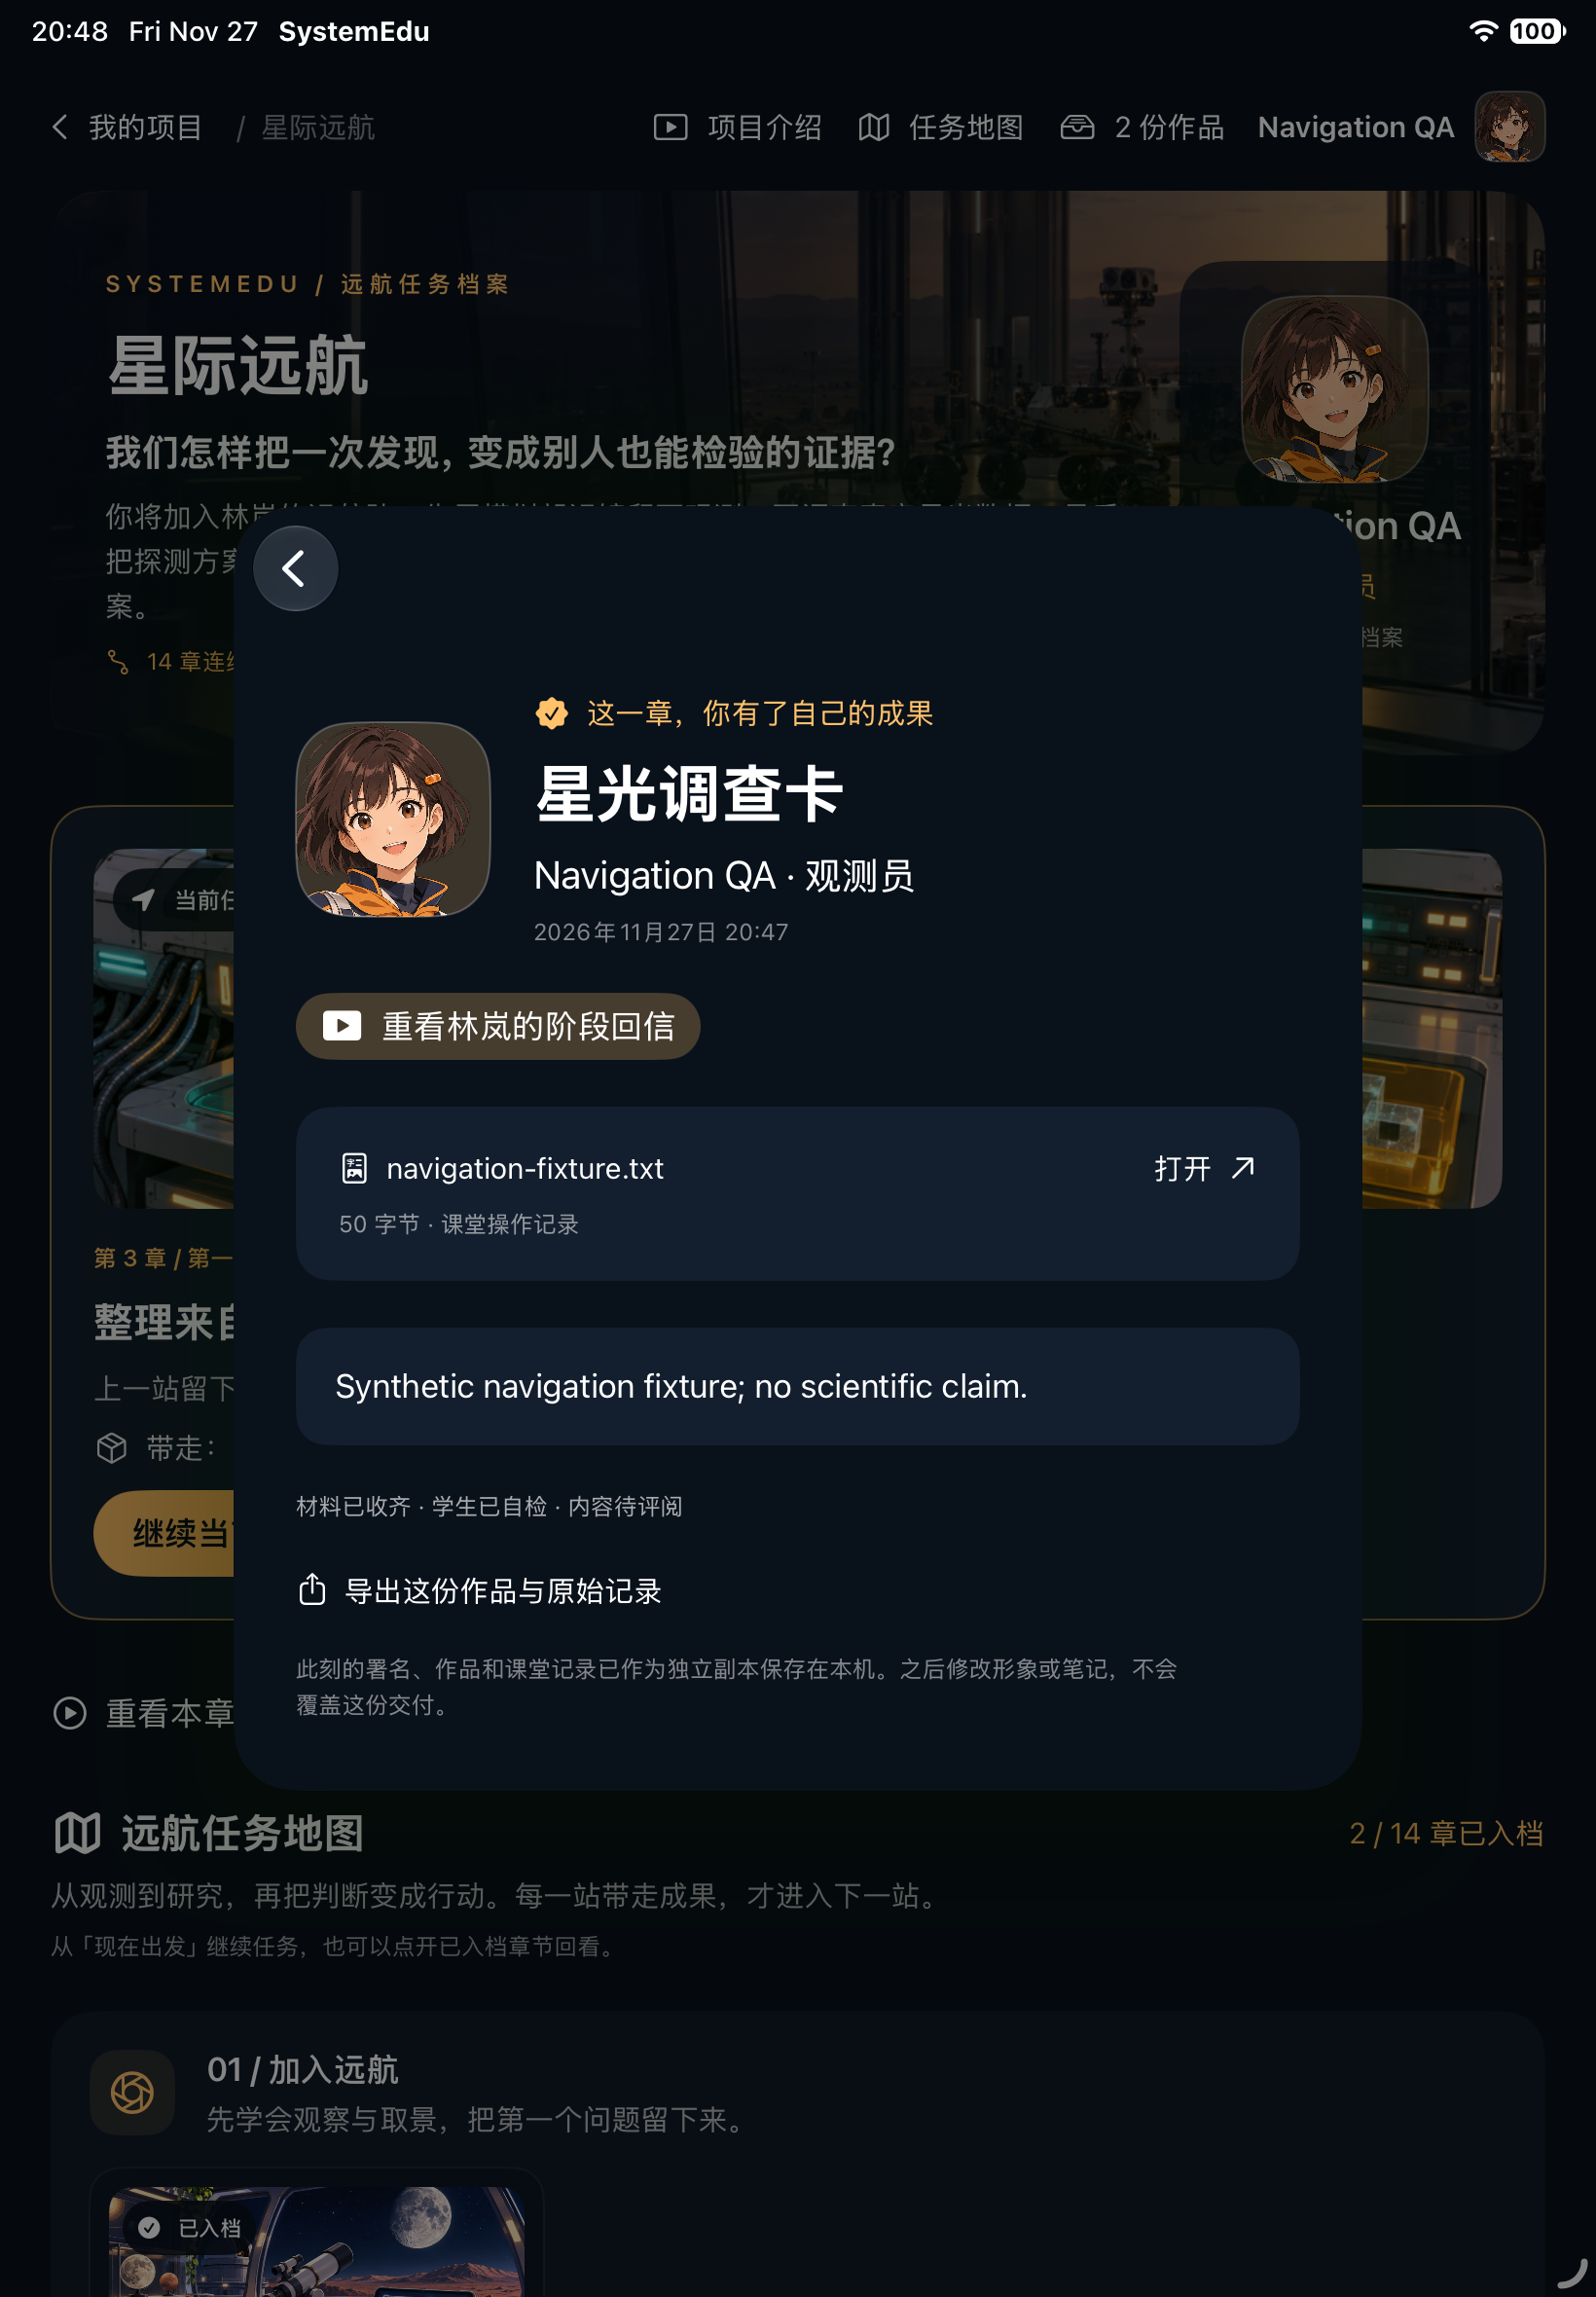 20:48 Fri Nov 27 SystemEdu 100
我的项目 / 星际远航 项目介绍 任务地图 2 份作品 Navigation QA
SYSTEMEDU / 远航任务档案
星际远航
我们怎样把一次发现，变成别人也能检验的证据？
你将加入林
把探测方案
案。
14 章连续
tion QA
员
档案
这一章，你有了自己的成果
星光调查卡
Navigation QA · 观测员
2026年11月27日 20:47
重看林岚的阶段回信
navigation-fixture.txt 打开
50 字节 · 课堂操作记录
Synthetic navigation fixture; no scientific claim.
材料已收齐 · 学生已自检 · 内容待评阅
导出这份作品与原始记录
此刻的署名、作品和课堂记录已作为独立副本保存在本机。之后修改形象或笔记，不会
覆盖这份交付。
当前任
第 3 章 / 第一
整理来自
上一站留下
带走：
继续当
重看本章
远航任务地图 2 / 14 章已入档
从观测到研究，再把判断变成行动。每一站带走成果，才进入下一站。
从「现在出发」继续任务，也可以点开已入档章节回看。
01 / 加入远航
先学会观察与取景，把第一个问题留下来。
已入档